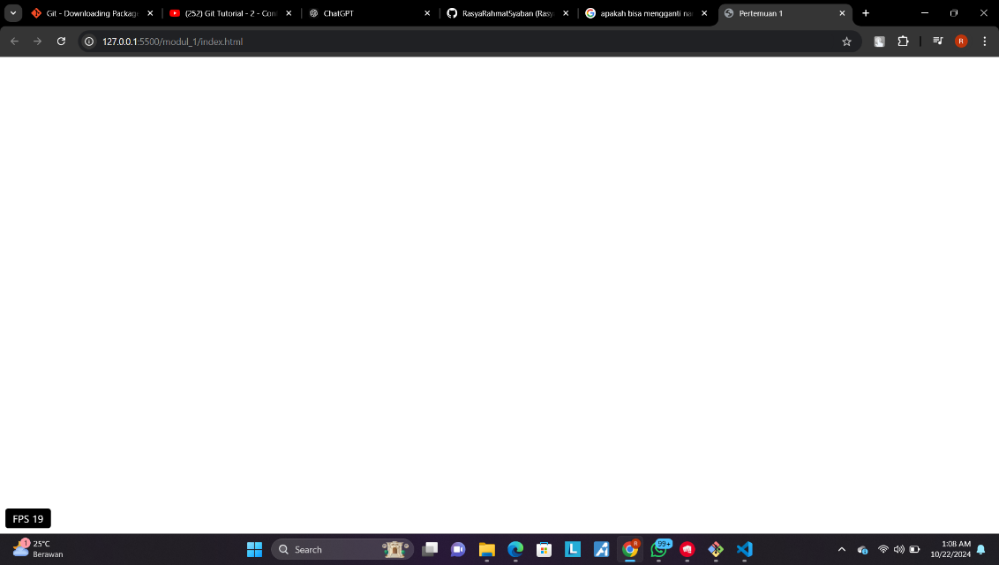 Git - Downloading Package
(252) Git Tutorial - 2 - Con
ChatGPT
RasyaRahmatSyaban (Rasy
apakah bisa mengganti na
Pertemuan 1
127.0.0.1:5500/modul_1/index.html
R
FPS 19
1
25°C
Berawan
Search
L
R
99+
1:08 AM
10/22/2024